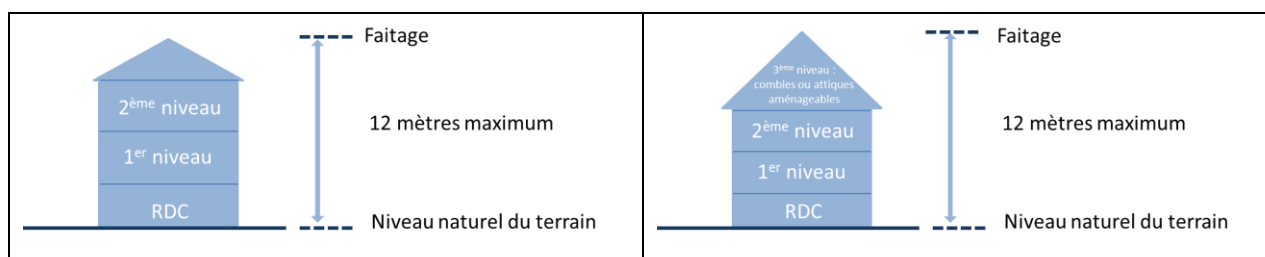 Faitage
2ème niveau
12 mètres maximum
1er niveau
RDC
Niveau naturel du terrain
Faitage
3ème niveau :
combles ou attiques
aménageables
2ème niveau
12 mètres maximum
1er niveau
RDC
Niveau naturel du terrain